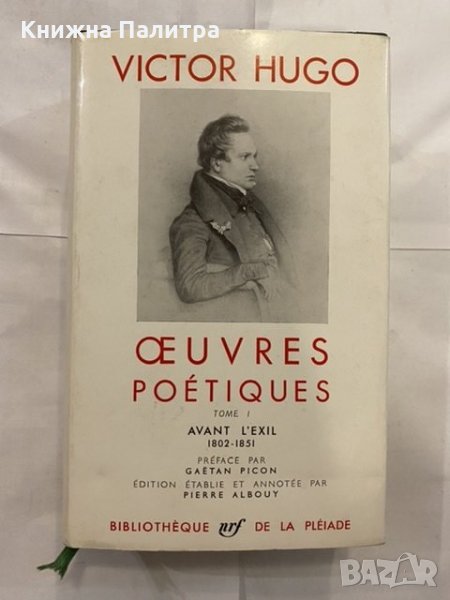 Книжна Палитра
VICTOR HUGO
ŒUVRES
POÉTIQUES
TOME I
AVANT L'EXIL
1802-1851
PRÉFACE PAR
GAËTAN PICON
ÉDITION ÉTABLIE ET ANNOTÉE PAR
PIERRE ALBOUY
BIBLIOTHÈQUE nrf DE LA PLÉIADE
BAZAR